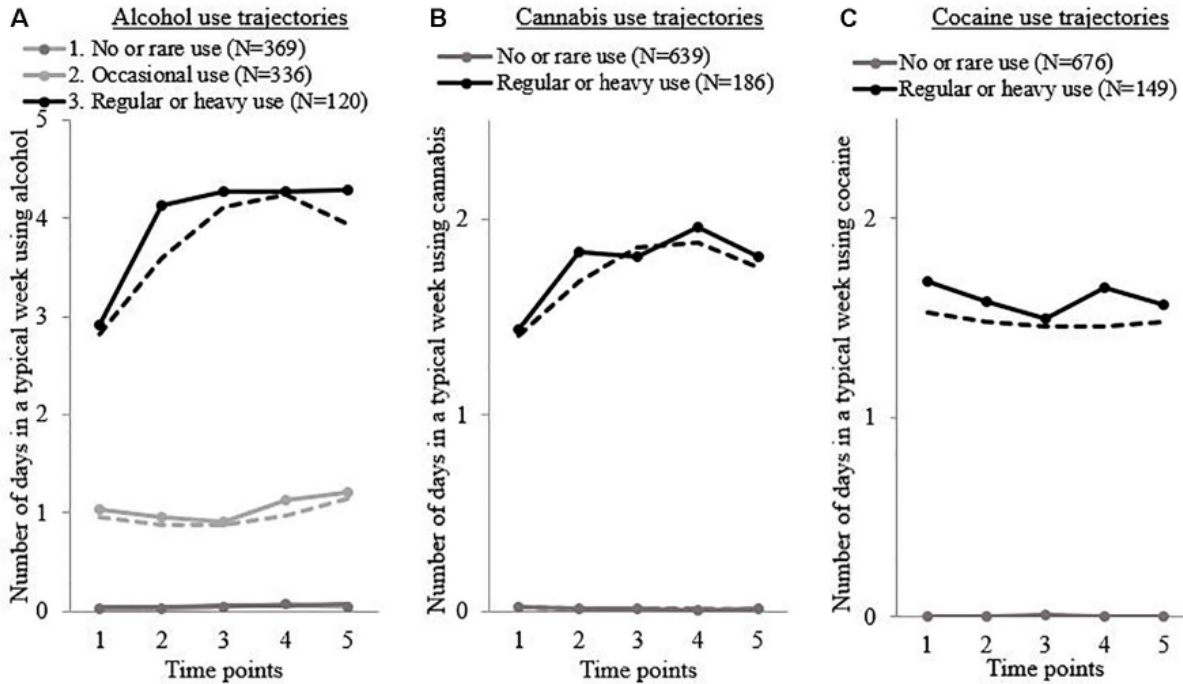 A
Alcohol use trajectories
1. No or rare use (N=369)
2. Occasional use (N=336)
3. Regular or heavy use (N=120)
Number of days in a typical week using alcohol
5
4
3
2
1
0
1 2 3 4 5
Time points
B
Cannabis use trajectories
No or rare use (N=639)
Regular or heavy use (N=186)
Number of days in a typical week using cannabis
2
1
0
1 2 3 4 5
Time points
C
Cocaine use trajectories
No or rare use (N=676)
Regular or heavy use (N=149)
Number of days in a typical week using cocaine
2
1
0
1 2 3 4 5
Time points